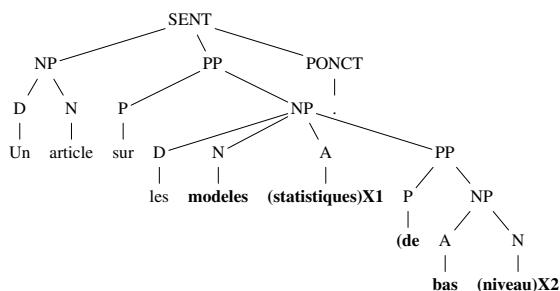 SENT
NP PP PONCT
D N P NP .
Un article sur D N A PP
les modeles (statistiques)X1 P NP
(de A N
bas (niveau)X2